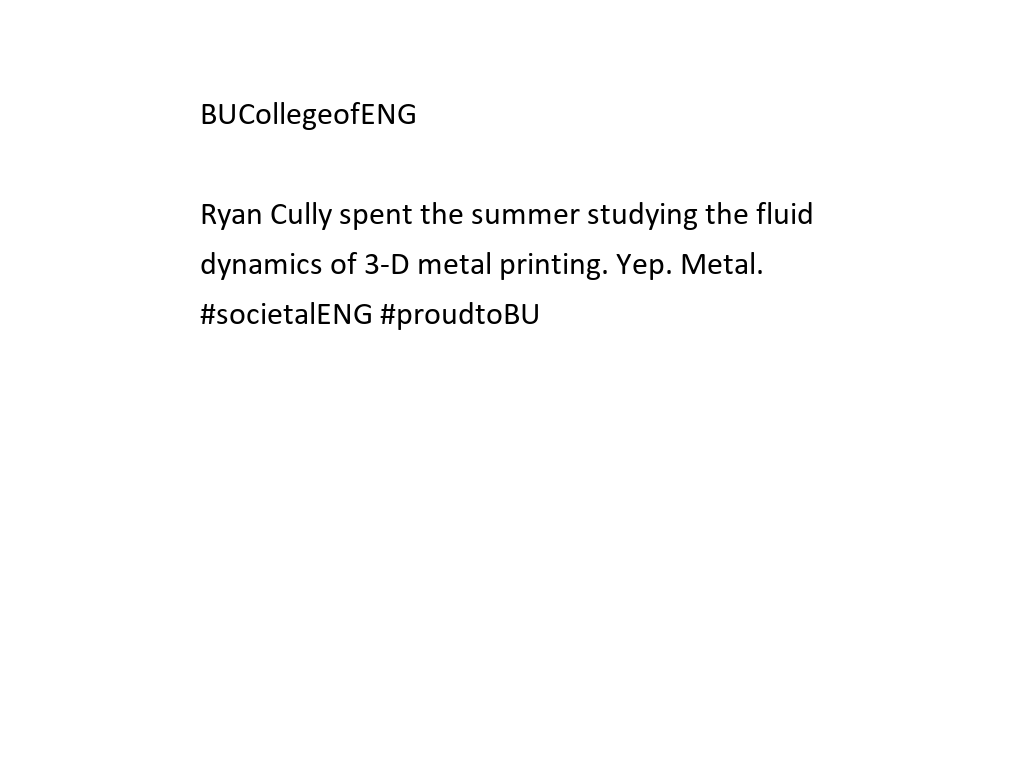 BUCollegeofENG
Ryan Cully spent the summer studying the fluid
dynamics of 3-D metal printing. Yep. Metal.
#societalENG #proudtoBU